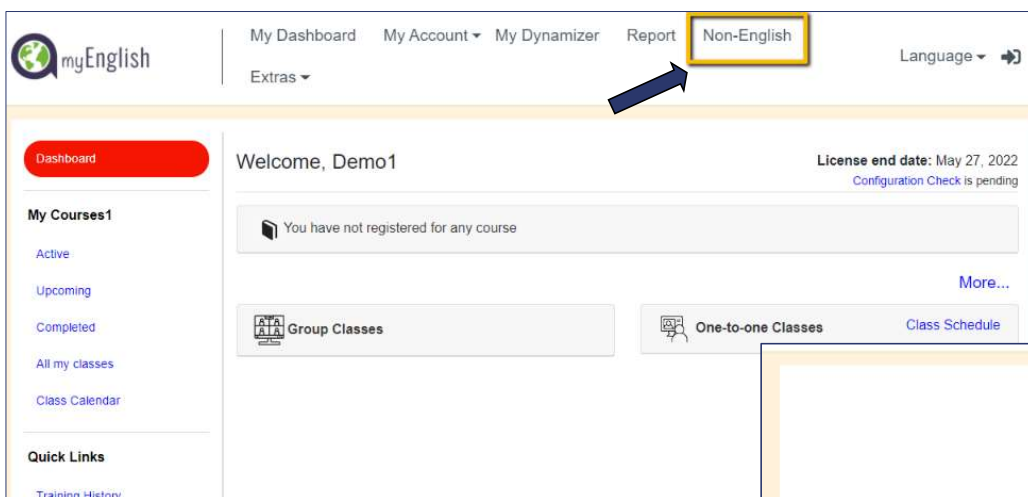 myEnglish
My Dashboard My Account My Dynamizer Report Non-English
Extras
Language
Dashboard
Welcome, Demo1
License end date: May 27, 2022
Configuration Check is pending
My Courses1
You have not registered for any course
Active
Upcoming
More...
Completed
Group Classes
One-to-one Classes
Class Schedule
All my classes
Class Calendar
Quick Links
Training History